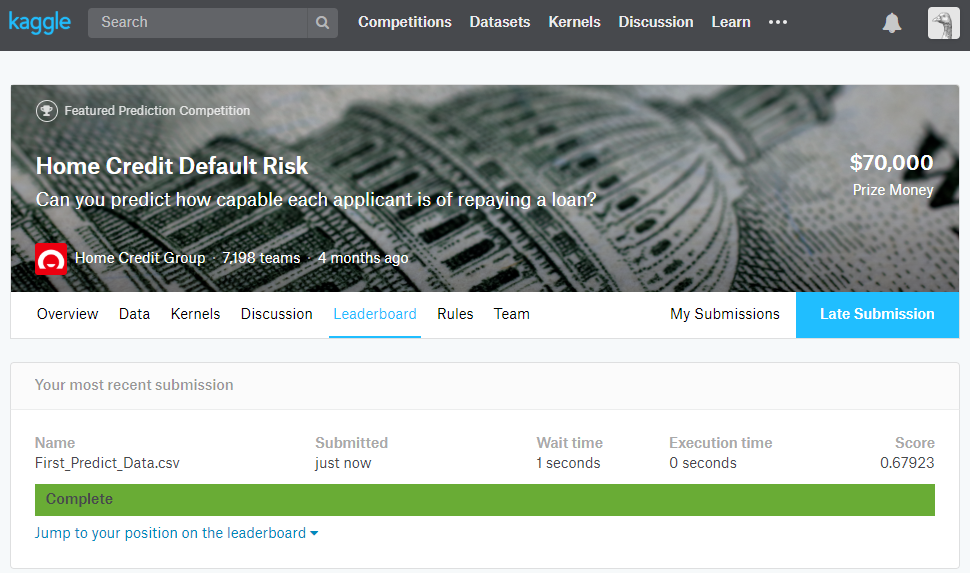 kaggle Search Competitions Datasets Kernels Discussion Learn •••
Featured Prediction Competition
Home Credit Default Risk
Can you predict how capable each applicant is of repaying a loan?
$70,000
Prize Money
Home Credit Group · 7,198 teams · 4 months ago
Overview Data Kernels Discussion Leaderboard Rules Team My Submissions Late Submission
Your most recent submission
Name Submitted Wait time Execution time Score
First_Predict_Data.csv just now 1 seconds 0 seconds 0.67923
Complete
Jump to your position on the leaderboard